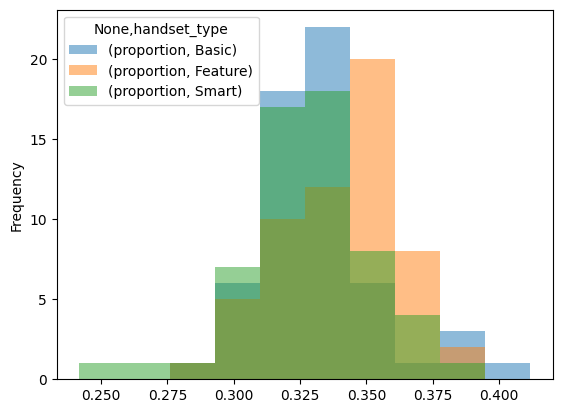 None,handset_type
(proportion, Basic)
(proportion, Feature)
(proportion, Smart)
Frequency
20
15
10
5
0
0.250
0.275
0.300
0.325
0.350
0.375
0.400